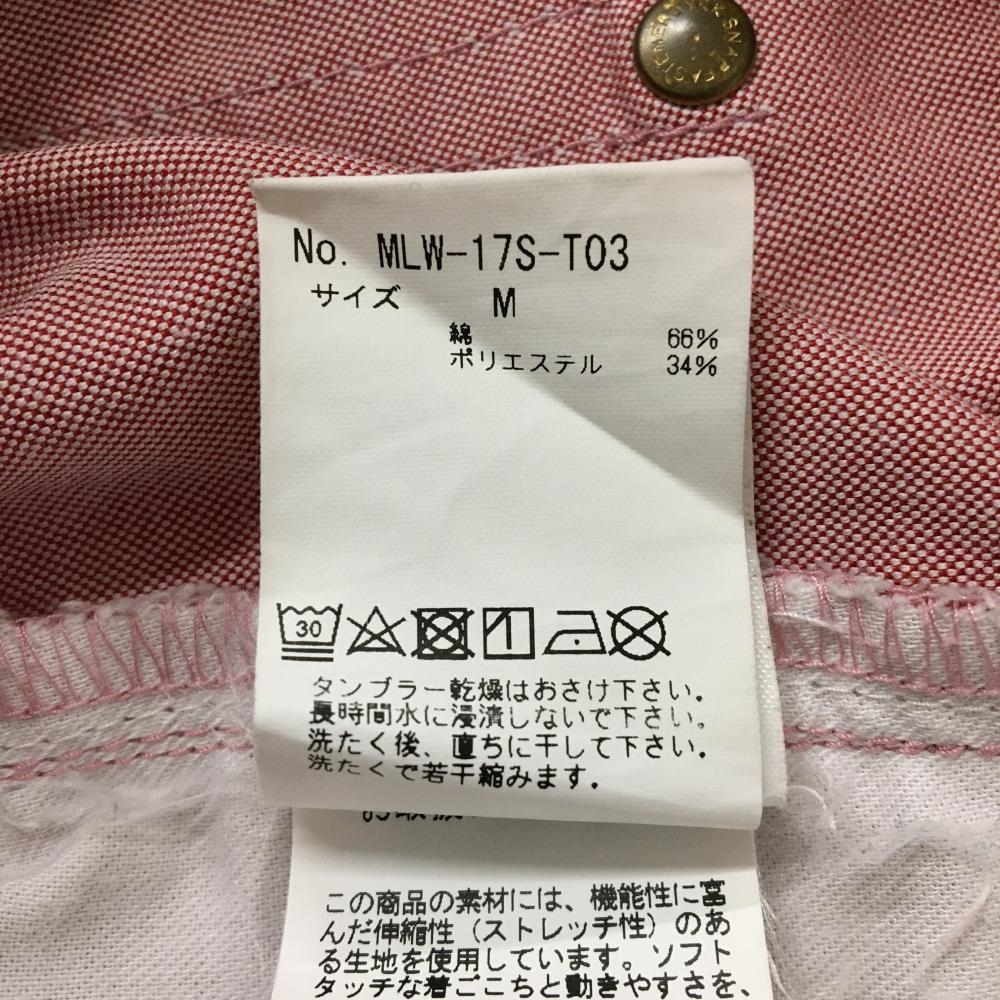 YKK SNAP FASTENER
No. MLW-17S-T03
サイズ M
綿 66%
ポリエステル 34%
30
タンブラー乾燥はおさけ下さい。
長時間水に浸漬しないで下さい。
洗たく後、直ちに干して下さい。
洗たくで若干縮みます。
この商品の素材には、機能性に富
んだ伸縮性（ストレッチ性）のあ
る生地を使用しています。ソフト
タッチな着ごこちと動きやすさを、